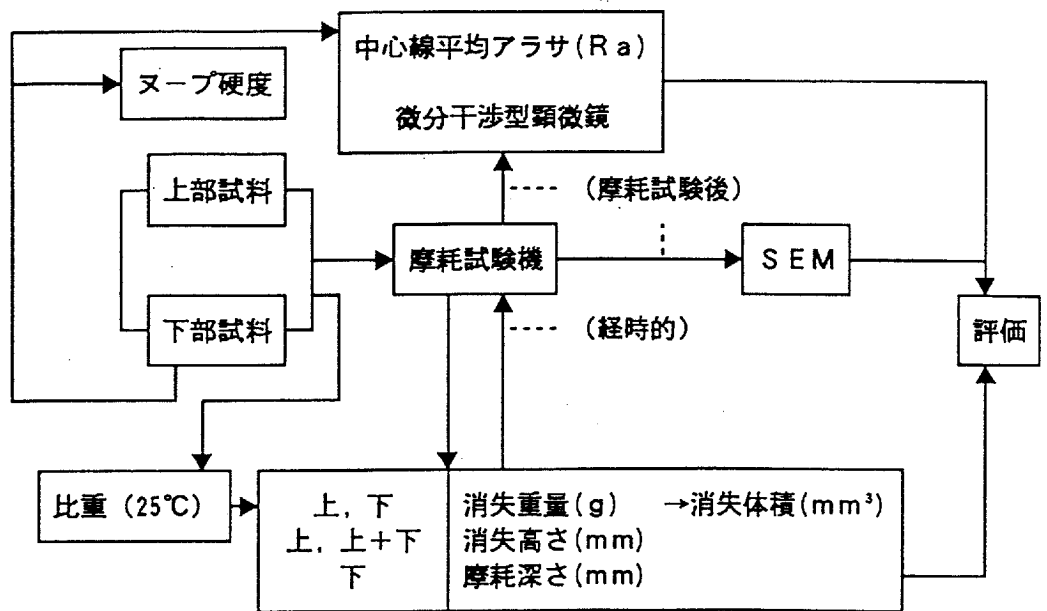 中心線平均アラサ(Ra)
微分干渉型顕微鏡
ヌープ硬度
上部試料
---- (摩耗試験後)
摩耗試験機
SEM
下部試料
---- (経時的)
評価
比重 (25℃)
上, 下 消失重量(g) →消失体積(mm³)
上, 上+下 消失高さ(mm)
下 摩耗深さ(mm)